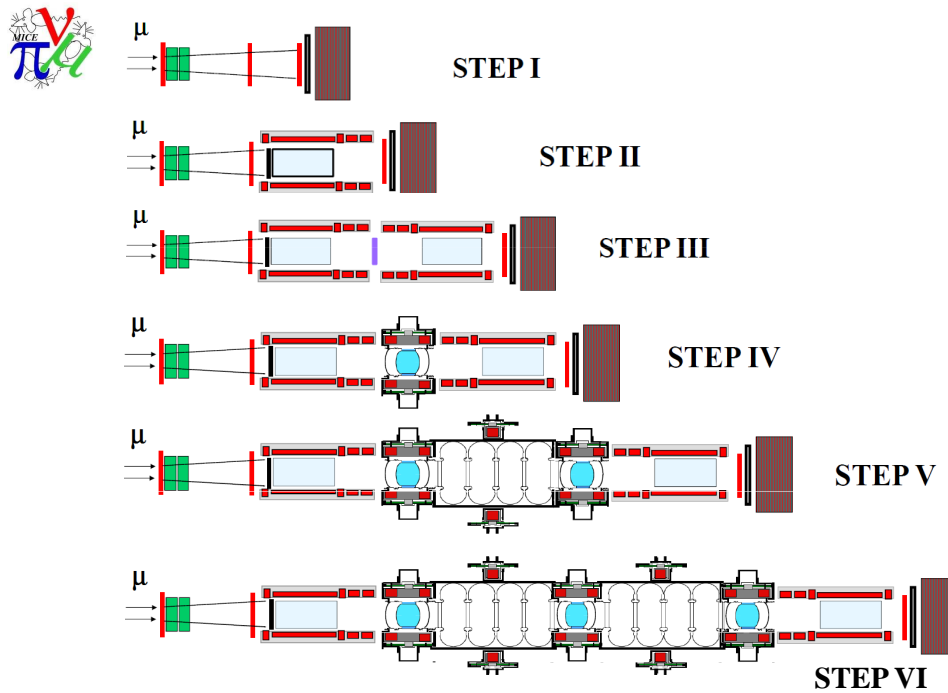 ν
MICE
π μ
μ
STEP I
μ
STEP II
μ
STEP III
μ
STEP IV
μ
STEP V
μ
STEP VI